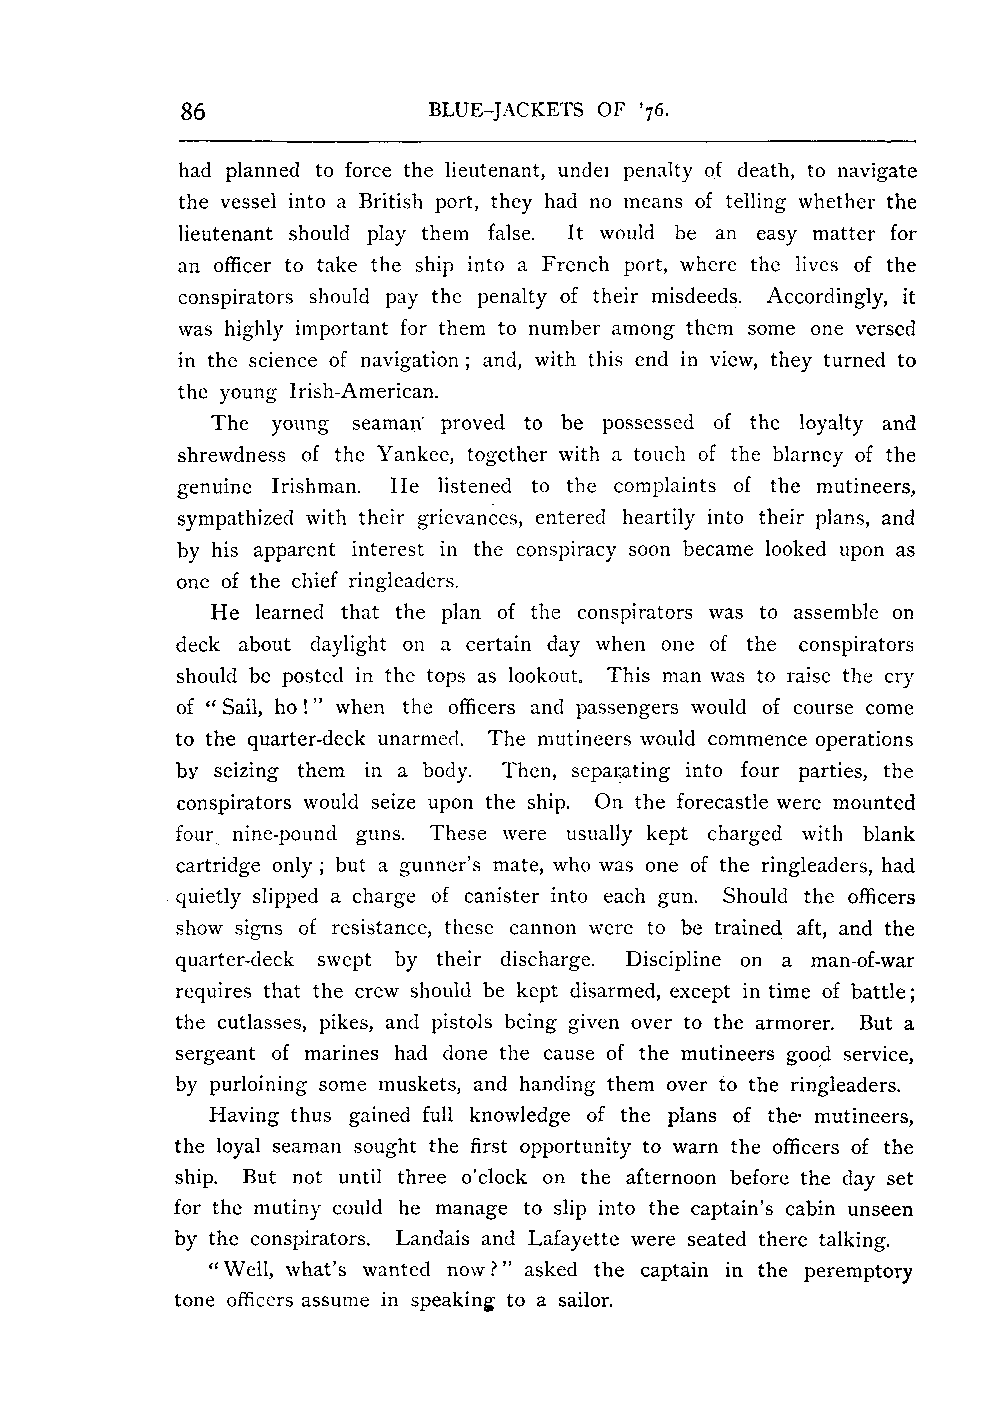 86 BLUE-JACKETS OF '76.
had planned to force the lieutenant, under penalty of death, to navigate
the vessel into a British port, they had no means of telling whether the
lieutenant should play them false. It would be an easy matter for
an officer to take the ship into a French port, where the lives of the
conspirators should pay the penalty of their misdeeds. Accordingly, it
was highly important for them to number among them some one versed
in the science of navigation; and, with this end in view, they turned to
the young Irish-American.
The young seaman proved to be possessed of the loyalty and
shrewdness of the Yankee, together with a touch of the blarney of the
genuine Irishman. He listened to the complaints of the mutineers,
sympathized with their grievances, entered heartily into their plans, and
by his apparent interest in the conspiracy soon became looked upon as
one of the chief ringleaders.
He learned that the plan of the conspirators was to assemble on
deck about daylight on a certain day when one of the conspirators
should be posted in the tops as lookout. This man was to raise the cry
of "Sail, ho!" when the officers and passengers would of course come
to the quarter-deck unarmed. The mutineers would commence operations
by seizing them in a body. Then, separating into four parties, the
conspirators would seize upon the ship. On the forecastle were mounted
four nine-pound guns. These were usually kept charged with blank
cartridge only; but a gunner's mate, who was one of the ringleaders, had
quietly slipped a charge of canister into each gun. Should the officers
show signs of resistance, these cannon were to be trained aft, and the
quarter-deck swept by their discharge. Discipline on a man-of-war
requires that the crew should be kept disarmed, except in time of battle;
the cutlasses, pikes, and pistols being given over to the armorer. But a
sergeant of marines had done the cause of the mutineers good service,
by purloining some muskets, and handing them over to the ringleaders.
Having thus gained full knowledge of the plans of the mutineers,
the loyal seaman sought the first opportunity to warn the officers of the
ship. But not until three o'clock on the afternoon before the day set
for the mutiny could he manage to slip into the captain's cabin unseen
by the conspirators. Landais and Lafayette were seated there talking.
"Well, what's wanted now?" asked the captain in the peremptory
tone officers assume in speaking to a sailor.